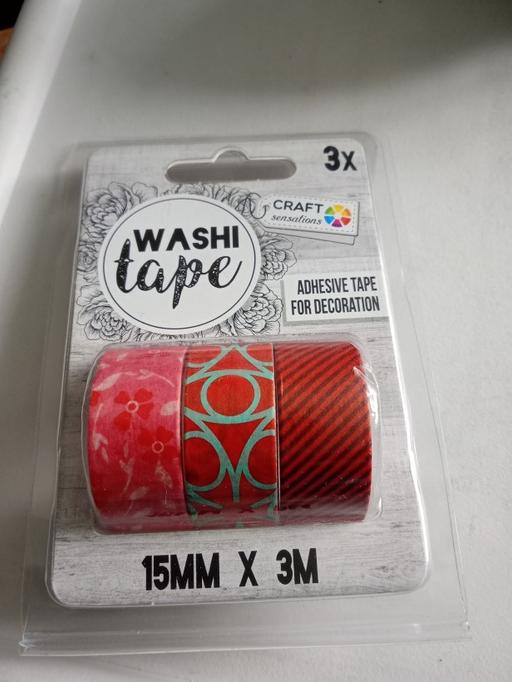 3X
CRAFT
sensations
WASHI
tape
ADHESIVE TAPE
FOR DECORATION
15MM X 3M